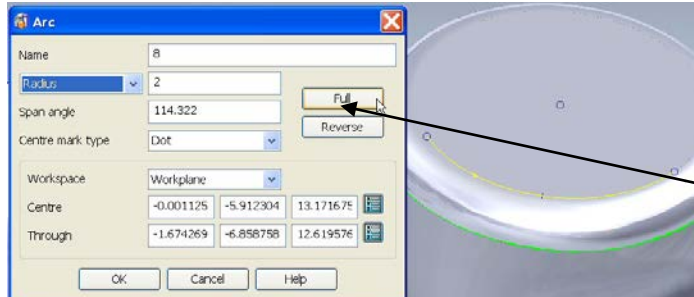 Arc
Name 8
Radius 2
Full
Span angle 114.322
Reverse
Centre mark type Dot
Workspace Workplane
Centre -0.001125 -5.912304 13.171675
Through -1.674269 -6.858758 12.619576
OK Cancel Help